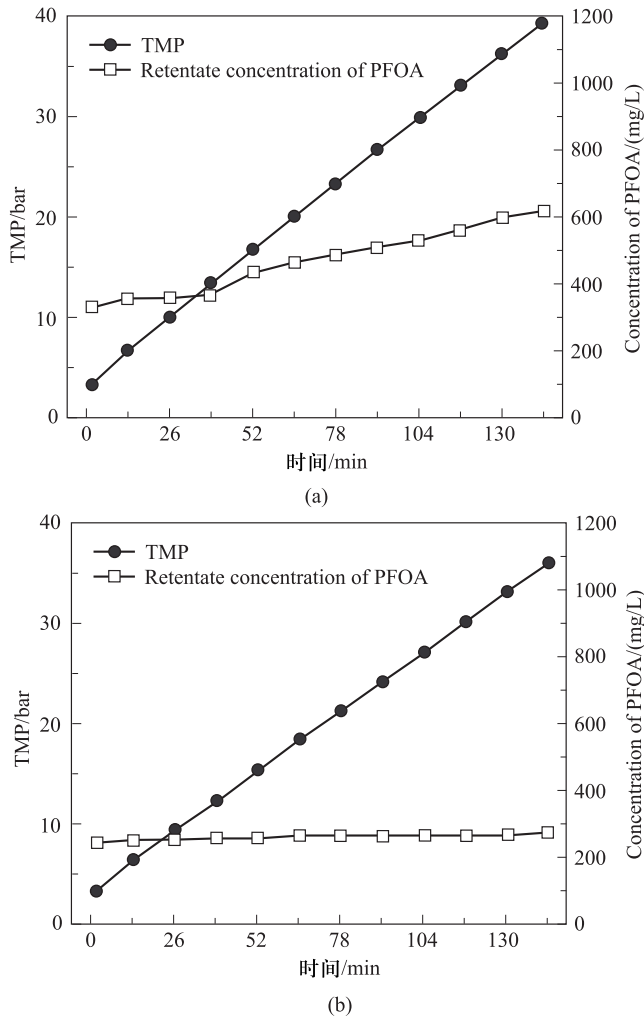 40
30
20
10
0
TMP/bar
TMP
Retentate concentration of PFOA
1200
1000
800
600
400
200
0
Concentration of PFOA/(mg/L)
0 26 52 78 104 130
时间/min
(a)
40
30
20
10
0
TMP/bar
TMP
Retentate concentration of PFOA
1200
1000
800
600
400
200
0
Concentration of PFOA/(mg/L)
0 26 52 78 104 130
时间/min
(b)